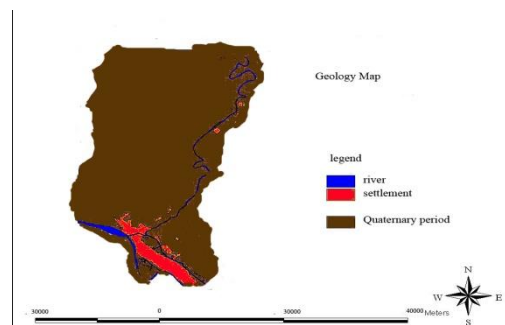 Geology Map
legend
river
settlement
Quaternary period
N
W
E
S
30000
0
30000
40000 Meters